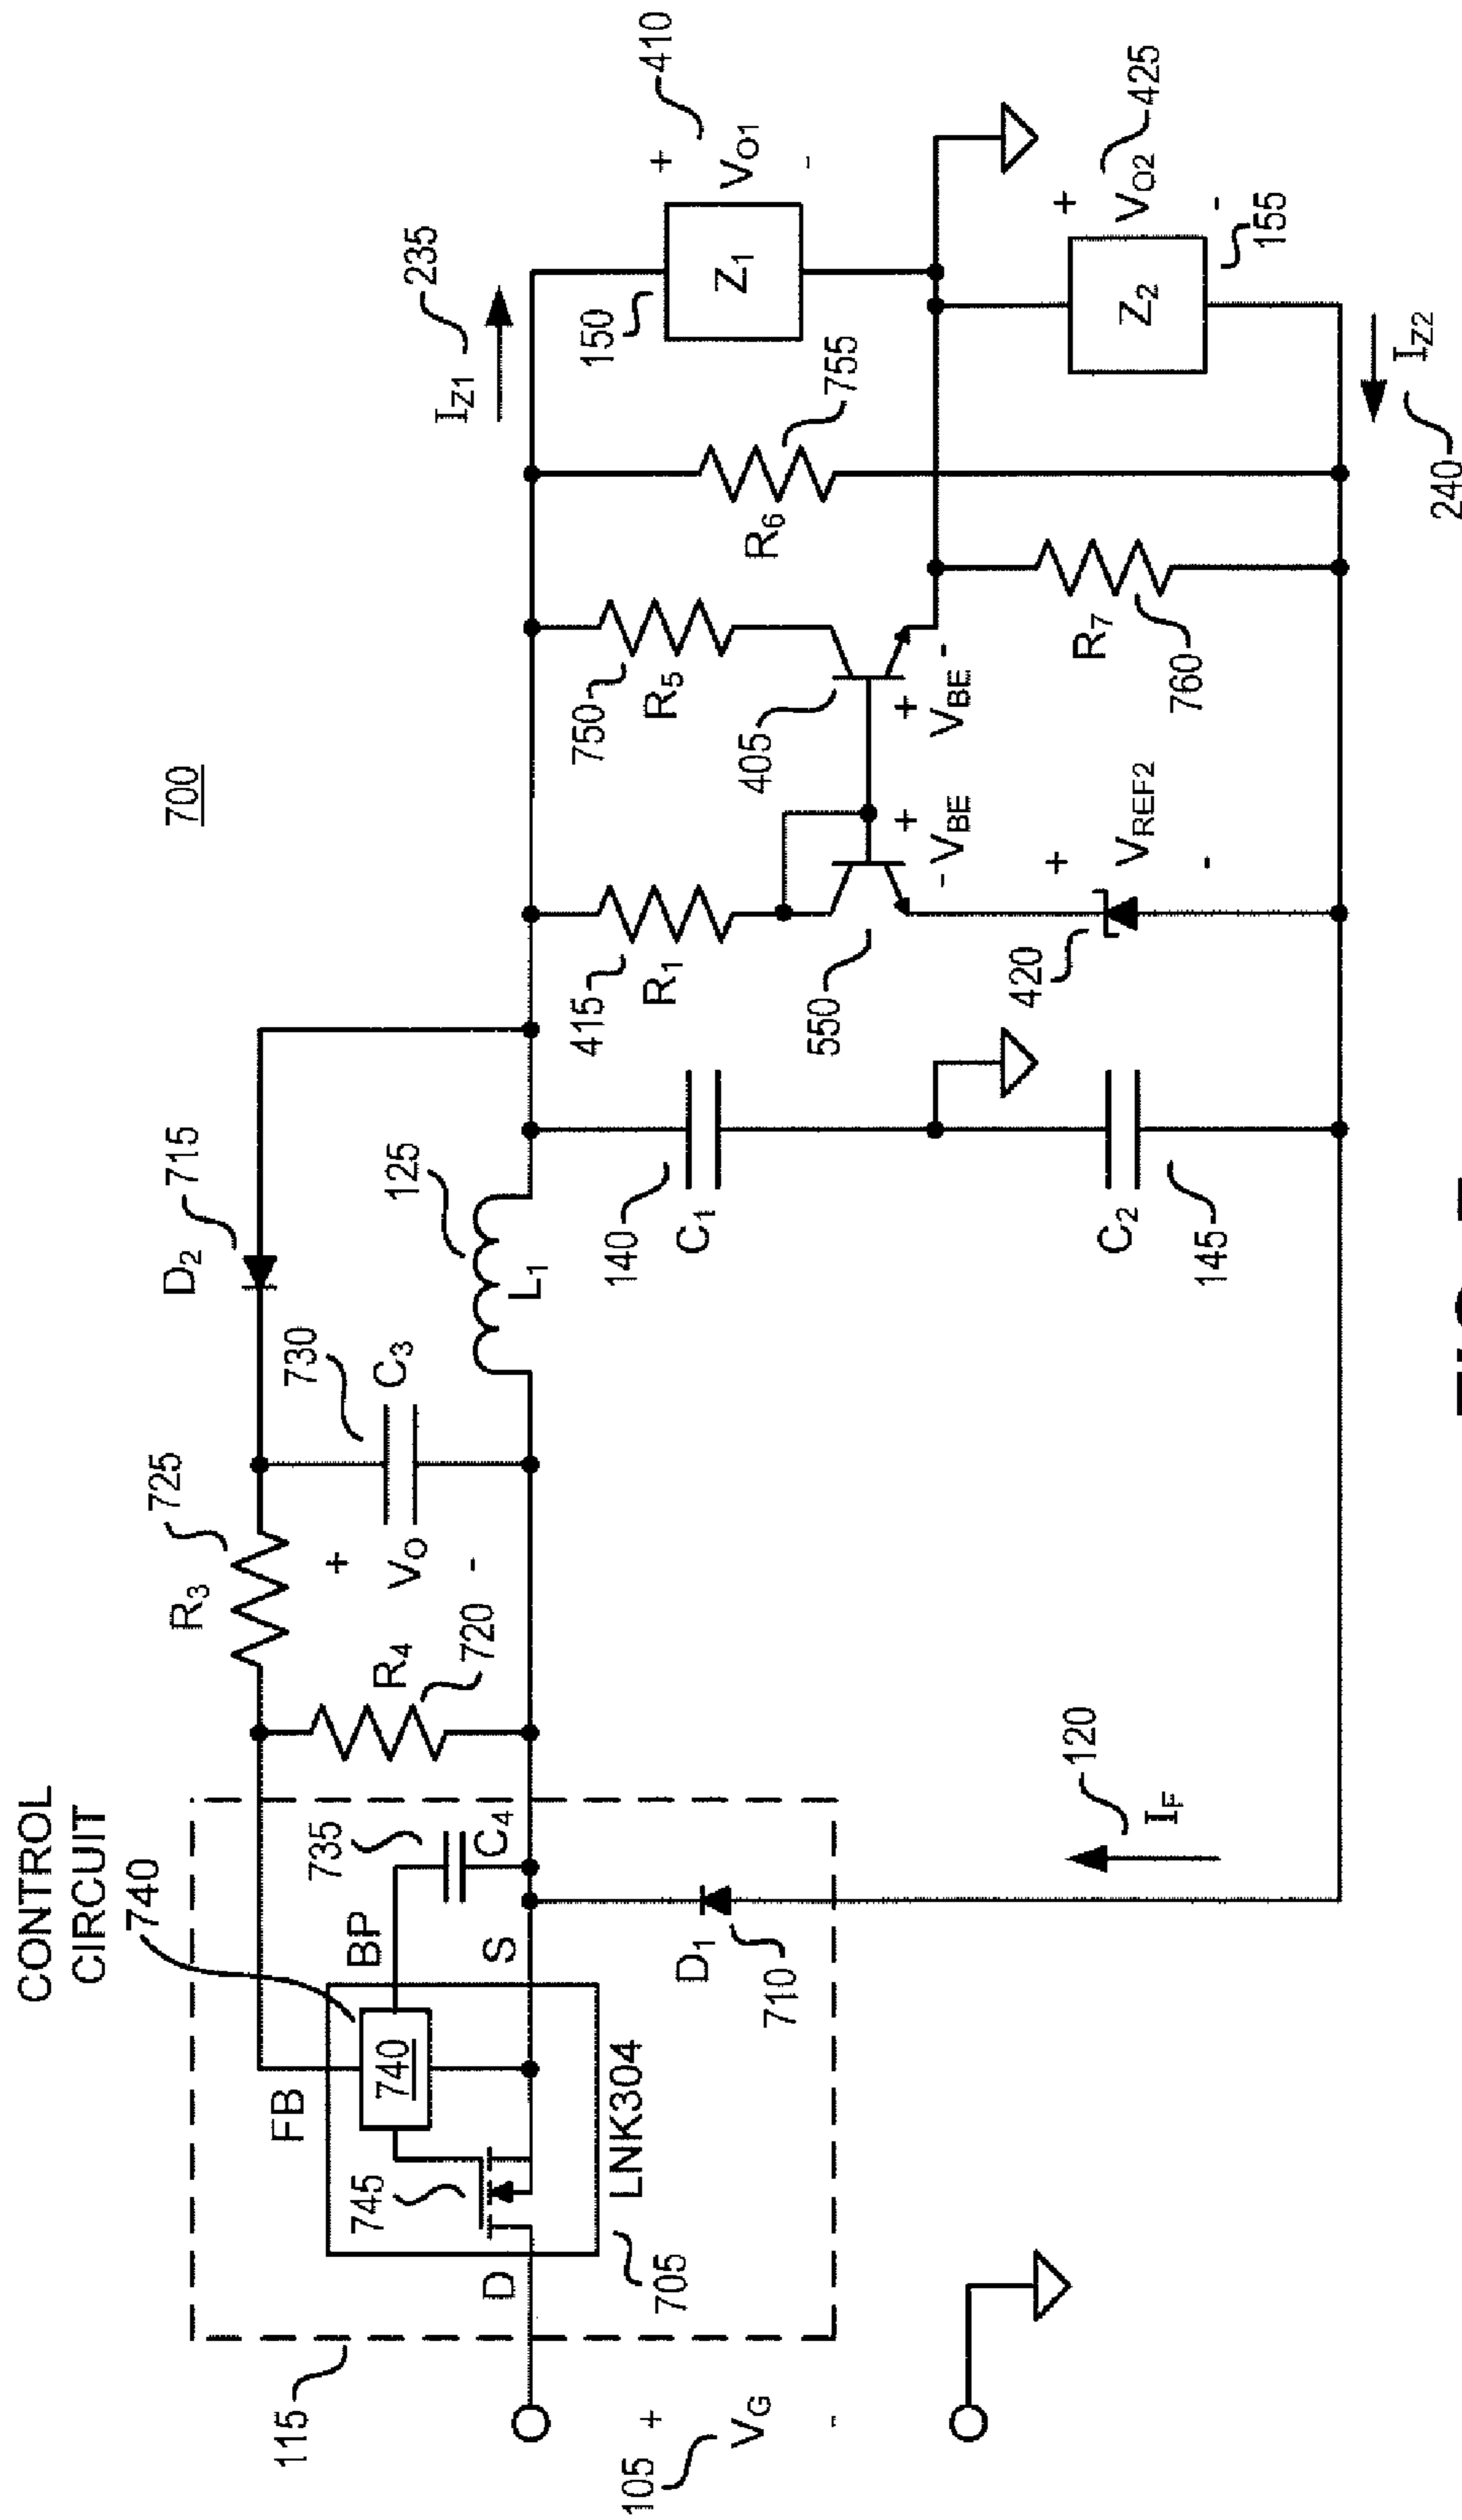 700
CONTROL
CIRCUIT
740
115
105
+
VG
-
D
FB
745
740
BP
S
735
C4
LNK304
705
D1
710
IF
120
R4
720
R3
725
+
VO
-
730
C3
D2
715
125
L1
140
C1
C2
145
415
R1
550
420
- VBE +
+
VREF2
-
750
R5
405
+ VBE -
R7
760
R6
755
IZ1
235
150
Z1
+
VO1
-
410
Z2
+
VO2
-
425
155
IZ2
240